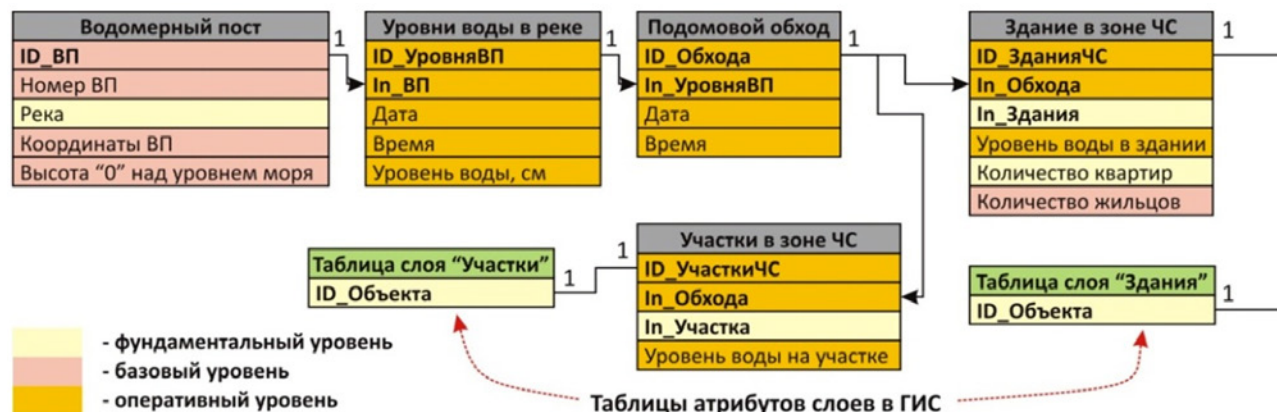 Водомерный пост
ID_ВП
Номер ВП
Река
Координаты ВП
Высота “0” над уровнем моря
1
Уровни воды в реке
ID_УровняВП
In_ВП
Дата
Время
Уровень воды, см
1
Подомовой обход
ID_Обхода
In_УровняВП
Дата
Время
1
Здание в зоне ЧС
ID_ЗданияЧС
In_Обхода
In_Здания
Уровень воды в здании
Количество квартир
Количество жильцов
1
Таблица слоя “Участки”
ID_Объекта
1
1
Участки в зоне ЧС
ID_УчасткиЧС
In_Обхода
In_Участка
Уровень воды на участке
Таблица слоя “Здания”
ID_Объекта
1
- фундаментальный уровень
- базовый уровень
- оперативный уровень
Таблицы атрибутов слоев в ГИС